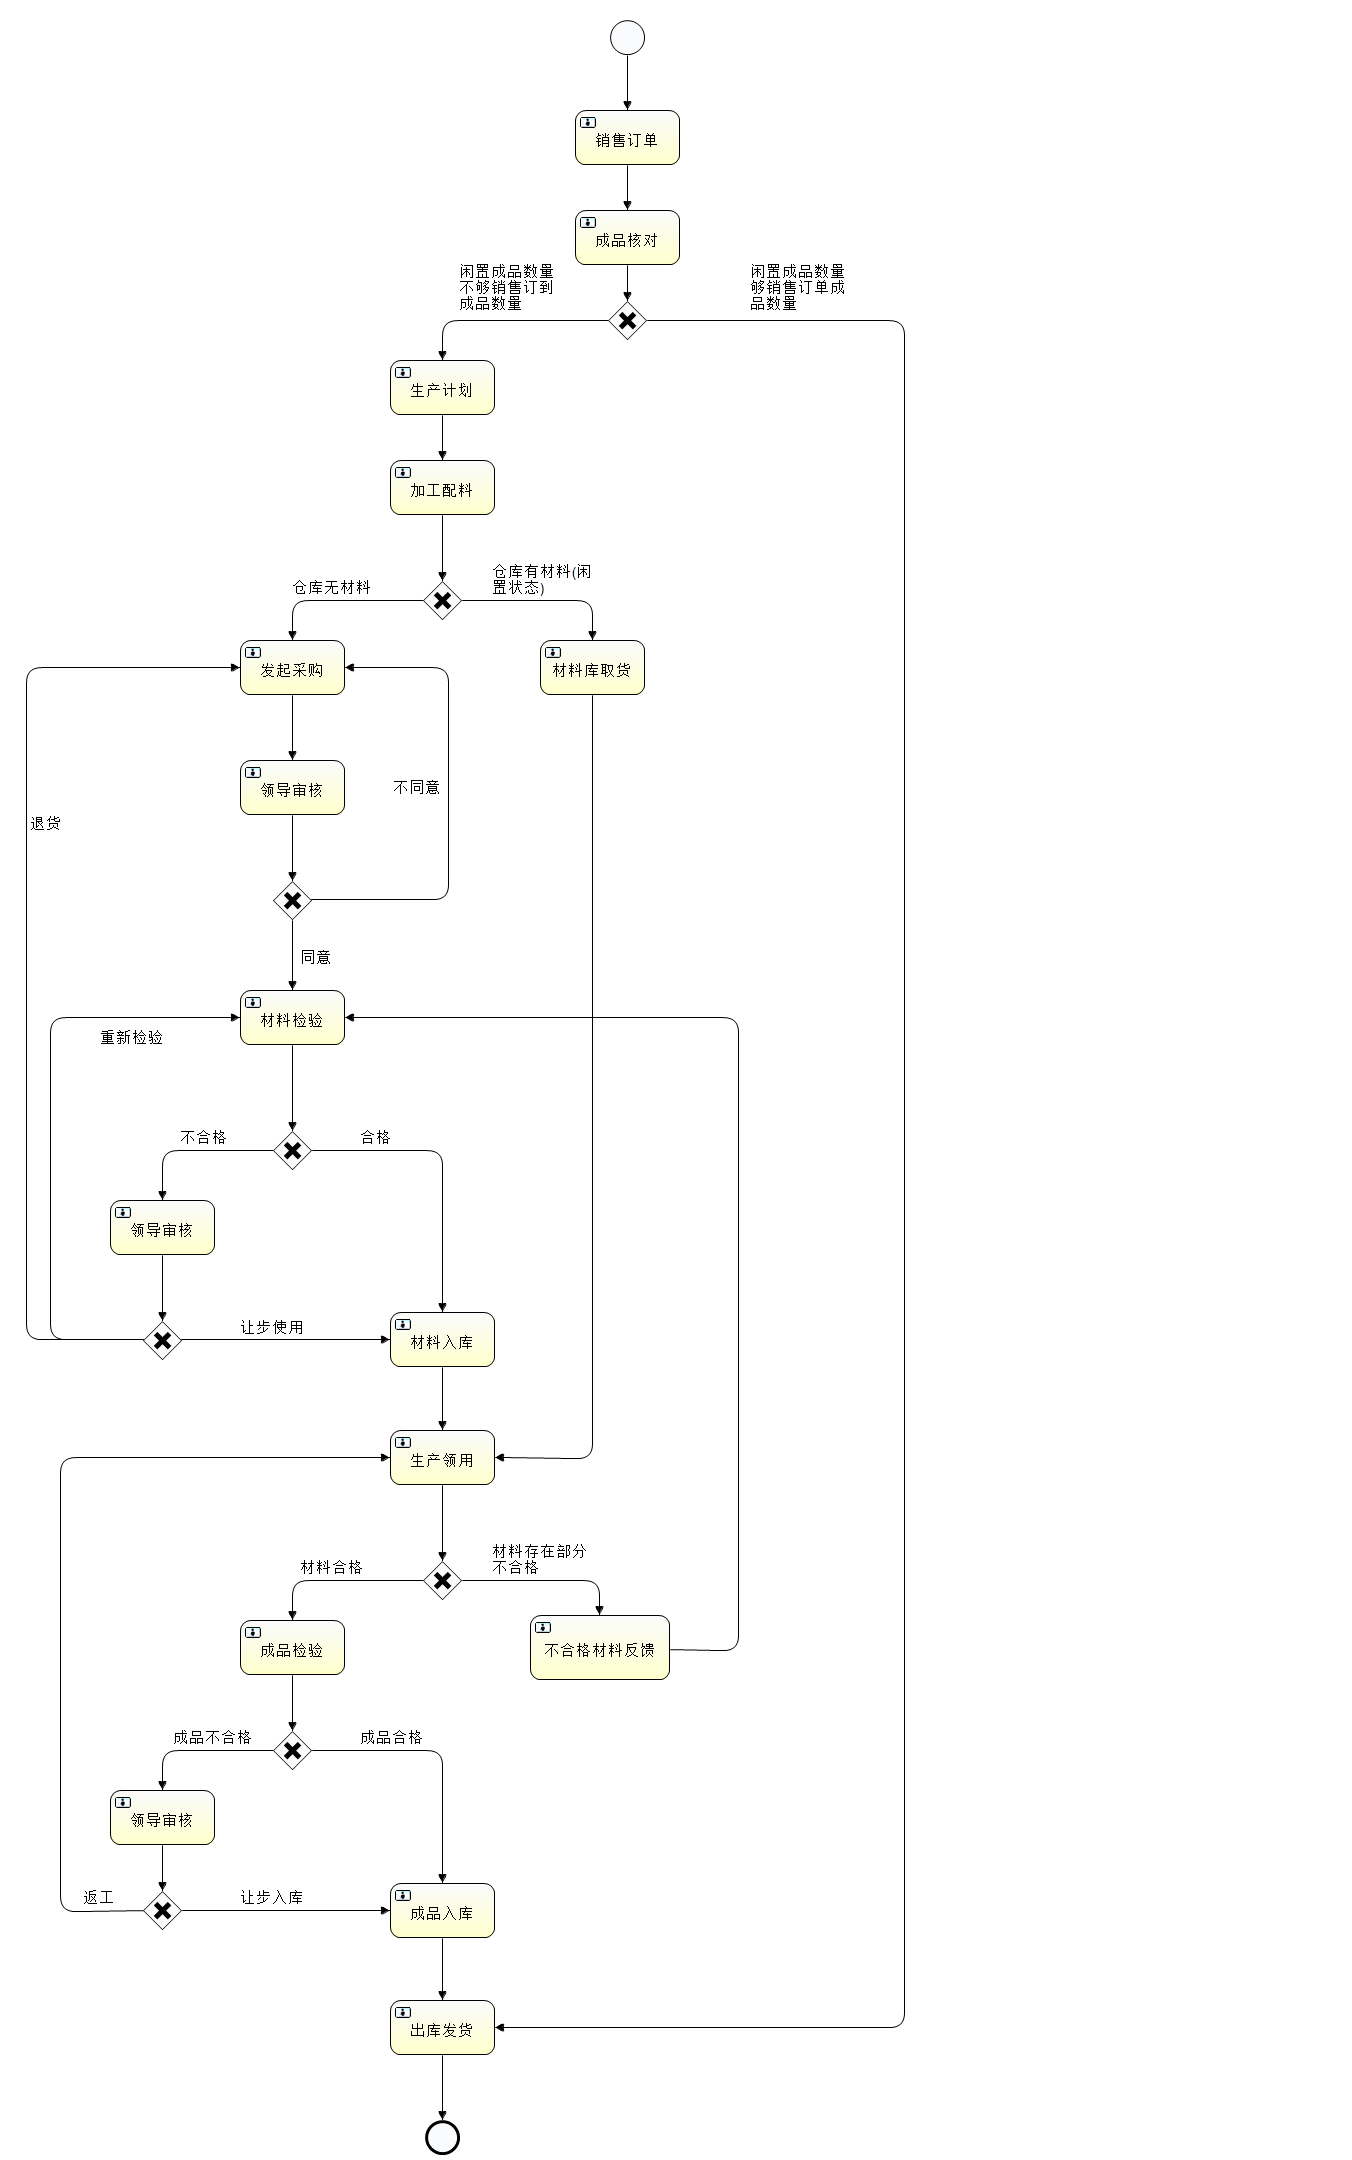 销售订单
成品核对
闲置成品数量
不够销售订到
成品数量
闲置成品数量
够销售订单成
品数量
生产计划
加工配料
仓库无材料
仓库有材料(闲
置状态)
发起采购
材料库取货
领导审核
不同意
退货
同意
材料检验
重新检验
不合格
合格
领导审核
让步使用
材料入库
生产领用
材料合格
材料存在部分
不合格
成品检验
不合格材料反馈
成品不合格
成品合格
领导审核
返工
让步入库
成品入库
出库发货